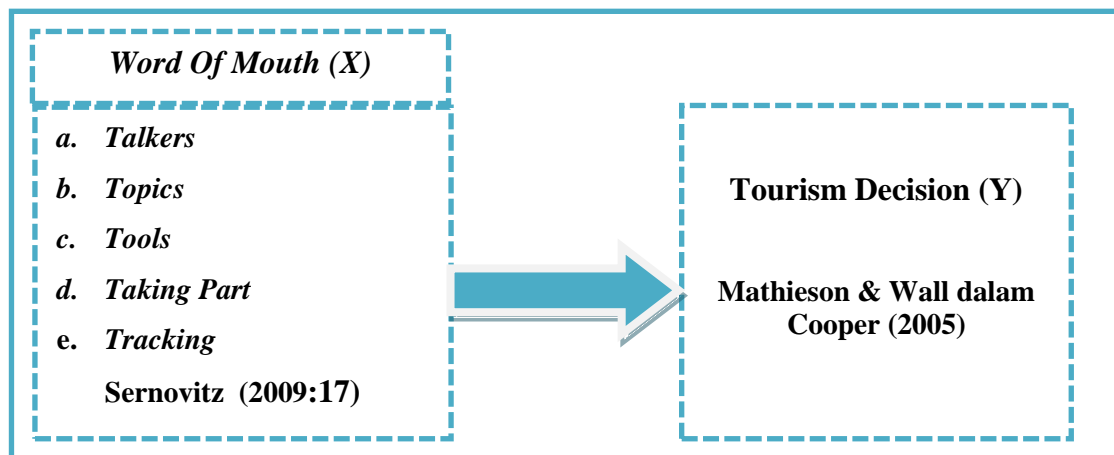 Word Of Mouth (X)
a. Talkers
b. Topics
c. Tools
d. Taking Part
e. Tracking
Sernovitz (2009:17)
Tourism Decision (Y)
Mathieson & Wall dalam
Cooper (2005)